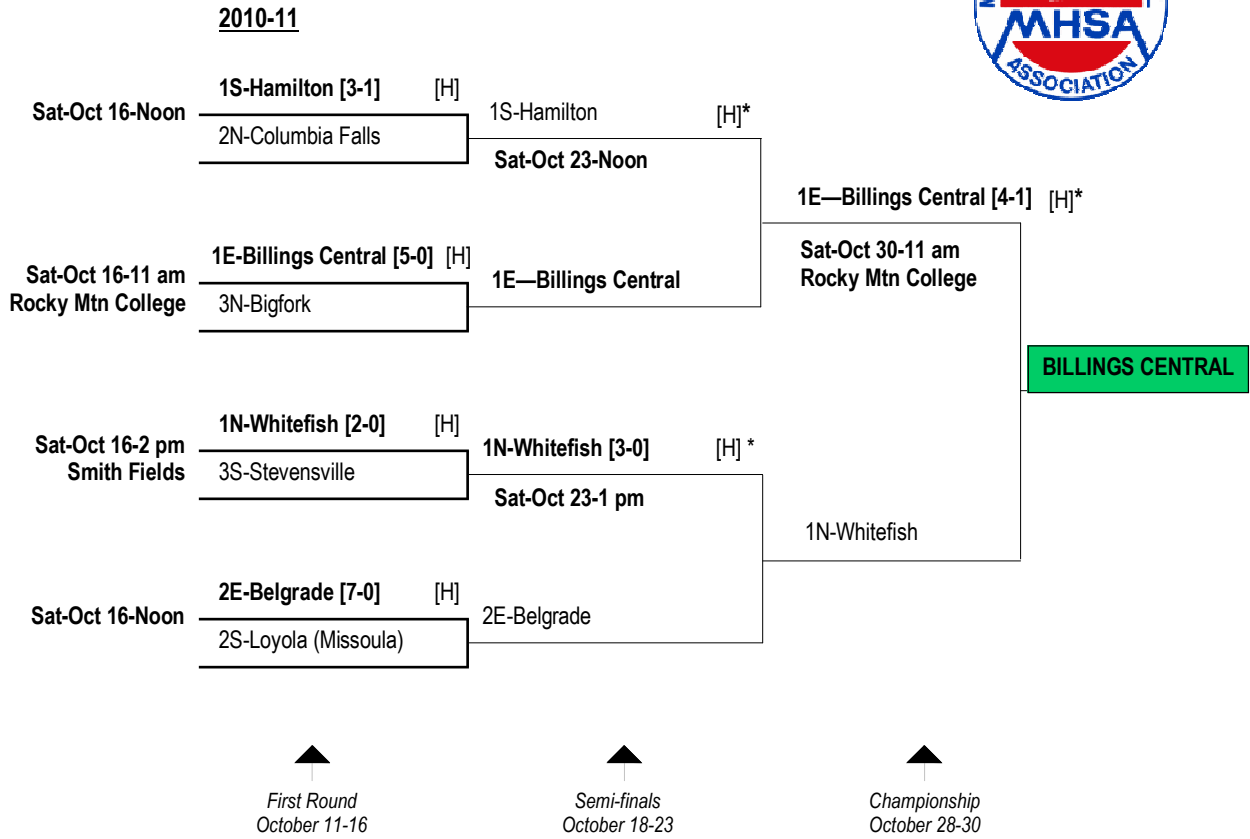 2010-11
MHSA
ASSOCIATION
1S-Hamilton [3-1] [H]
Sat-Oct 16-Noon
2N-Columbia Falls
1S-Hamilton [H]*
Sat-Oct 23-Noon
1E-Billings Central [5-0] [H]
Sat-Oct 16-11 am
Rocky Mtn College
3N-Bigfork
1E—Billings Central
1E—Billings Central [4-1] [H]*
Sat-Oct 30-11 am
Rocky Mtn College
BILLINGS CENTRAL
1N-Whitefish [2-0] [H]
Sat-Oct 16-2 pm
Smith Fields
3S-Stevensville
1N-Whitefish [3-0] [H] *
Sat-Oct 23-1 pm
1N-Whitefish
2E-Belgrade [7-0] [H]
Sat-Oct 16-Noon
2S-Loyola (Missoula)
2E-Belgrade
First Round
October 11-16
Semi-finals
October 18-23
Championship
October 28-30